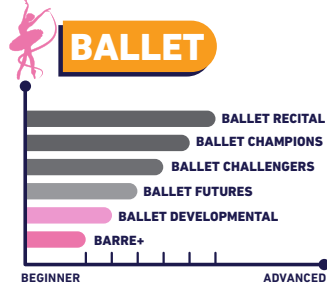 BALLET
BALLET RECITAL
BALLET CHAMPIONS
BALLET CHALLENGERS
BALLET FUTURES
BALLET DEVELOPMENTAL
BARRE+
BEGINNER ADVANCED